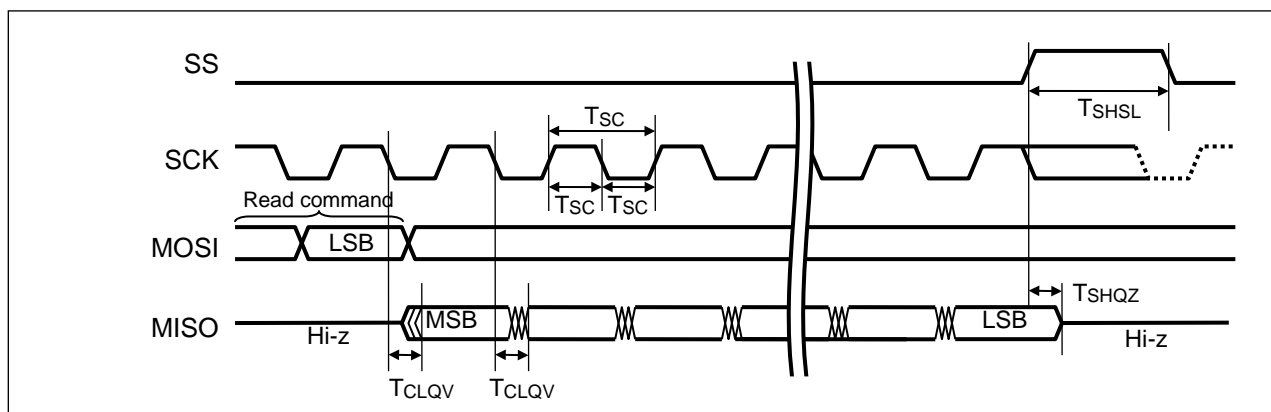 SS
TSHSL
TSC
SCK
TSC TSC
Read command
MOSI LSB
TSHQZ
MISO Hi-z MSB LSB Hi-z
TCLQV TCLQV